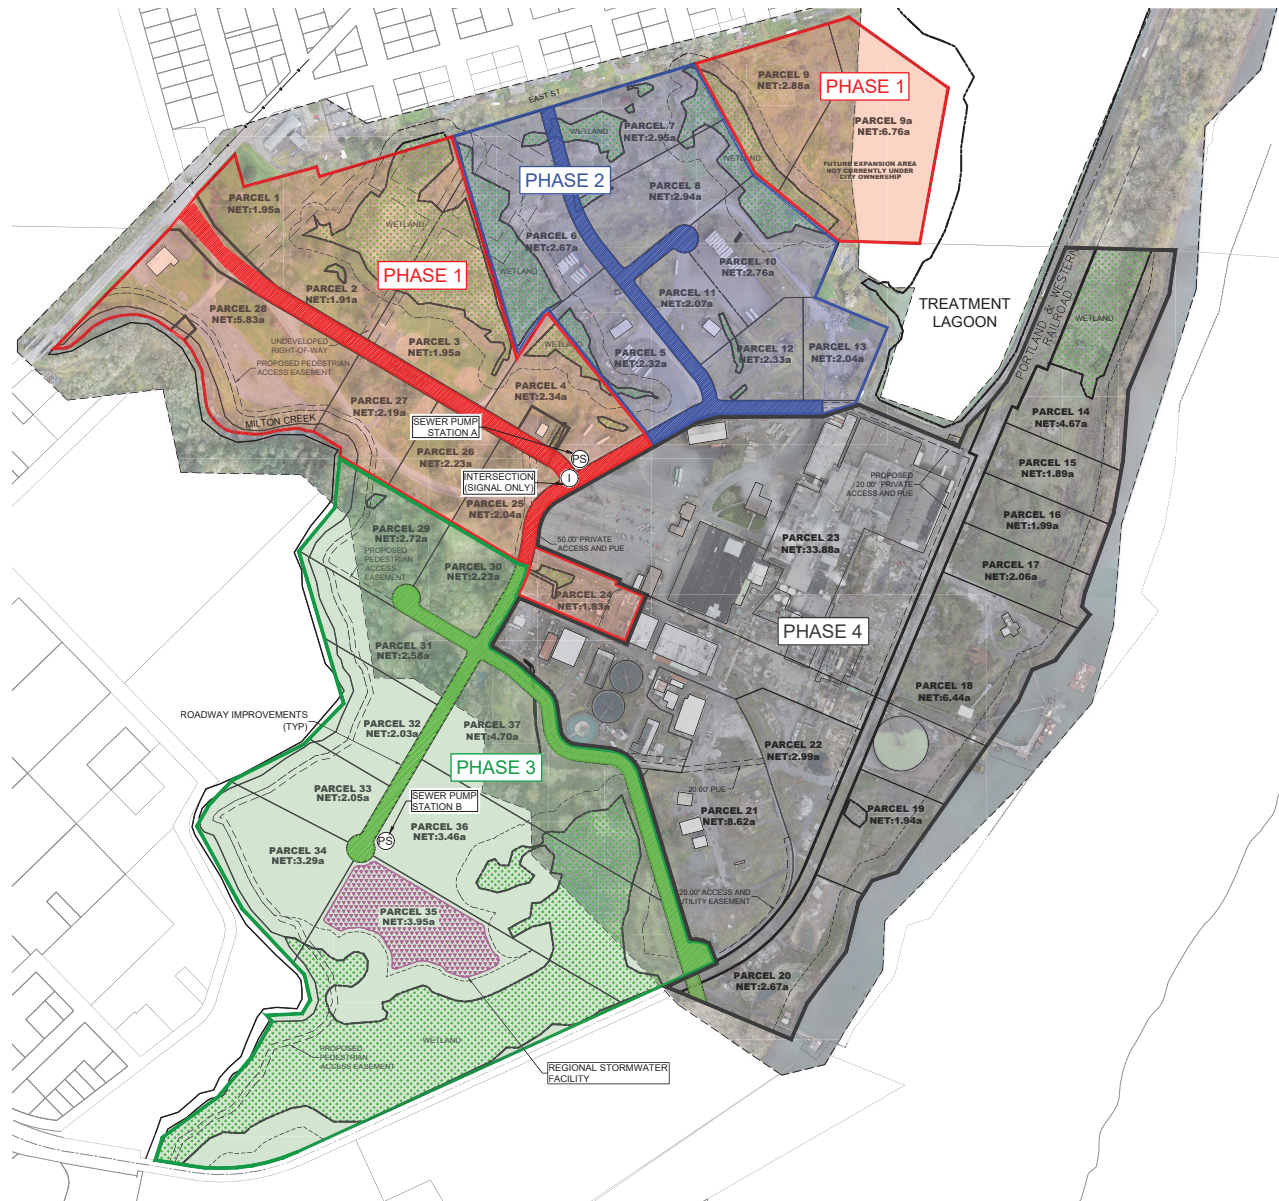 EAST ST
PARCEL 9
NET:2.88a
PHASE 1
PARCEL 9a
NET:6.76a
FUTURE EXPANSION AREA
NOT CURRENTLY UNDER
CITY OWNERSHIP
WETLAND
PARCEL 7
NET:2.95a
WETLAND
PHASE 2
PARCEL 8
NET:2.94a
PARCEL 1
NET:1.95a
WETLAND
PARCEL 6
NET:2.67a
PHASE 1
WETLAND
PARCEL 10
NET:2.76a
PARCEL 2
NET:1.91a
PARCEL 11
NET:2.07a
PARCEL 28
NET:5.83a
TREATMENT
LAGOON
PORTLAND & WESTERN
RAILROAD
WETLAND
UNDEVELOPED
RIGHT-OF-WAY
PROPOSED PEDESTRIAN
ACCESS EASEMENT
PARCEL 3
NET:1.95a
WETLAND
PARCEL 5
NET:2.32a
PARCEL 12
NET:2.33a
PARCEL 13
NET:2.04a
PARCEL 4
NET:2.34a
PARCEL 27
NET:2.19a
MILTON CREEK
SEWER PUMP
STATION A
PARCEL 14
NET:4.67a
PARCEL 26
NET:2.23a
PS
I
INTERSECTION
(SIGNAL ONLY)
PARCEL 15
NET:1.89a
PROPOSED
20.00' PRIVATE
ACCESS AND PUE
PARCEL 25
NET:2.04a
PARCEL 16
NET:1.99a
PARCEL 29
NET:2.72a
50.00' PRIVATE
ACCESS AND PUE
PARCEL 23
NET:33.88a
PROPOSED
PEDESTRIAN
ACCESS
EASEMENT
PARCEL 30
NET:2.23a
PARCEL 17
NET:2.06a
PARCEL 24
NET:1.83a
PHASE 4
PARCEL 31
NET:2.58a
PARCEL 18
NET:6.44a
ROADWAY IMPROVEMENTS
(TYP)
PARCEL 32
NET:2.03a
PARCEL 37
NET:4.70a
PARCEL 22
NET:2.99a
PHASE 3
PARCEL 33
NET:2.05a
20.00' PUE
SEWER PUMP
STATION B
PARCEL 21
NET:8.62a
PARCEL 19
NET:1.94a
PARCEL 36
NET:3.46a
PS
PARCEL 34
NET:3.29a
20.00' ACCESS AND
UTILITY EASEMENT
PARCEL 35
NET:3.95a
PARCEL 20
NET:2.67a
WETLAND
PROPOSED
PEDESTRIAN
ACCESS EASEMENT
REGIONAL STORMWATER
FACILITY